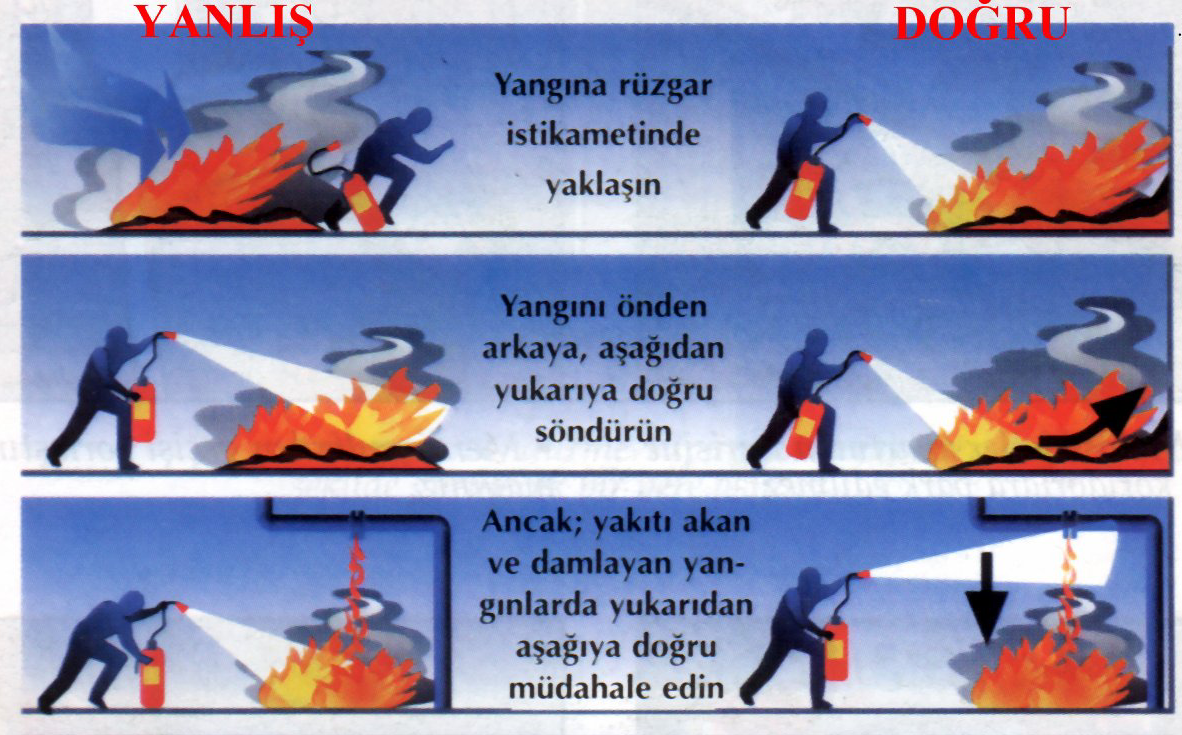 YANLIŞ
DOĞRU
Yangına rüzgar
istikametinde
yaklaşın
Yangını önden
arkaya, aşağıdan
yukarıya doğru
söndürün
Ancak; yakıtı akan
ve damlayan yan-
gınlarda yukarıdan
aşağıya doğru
müdahale edin